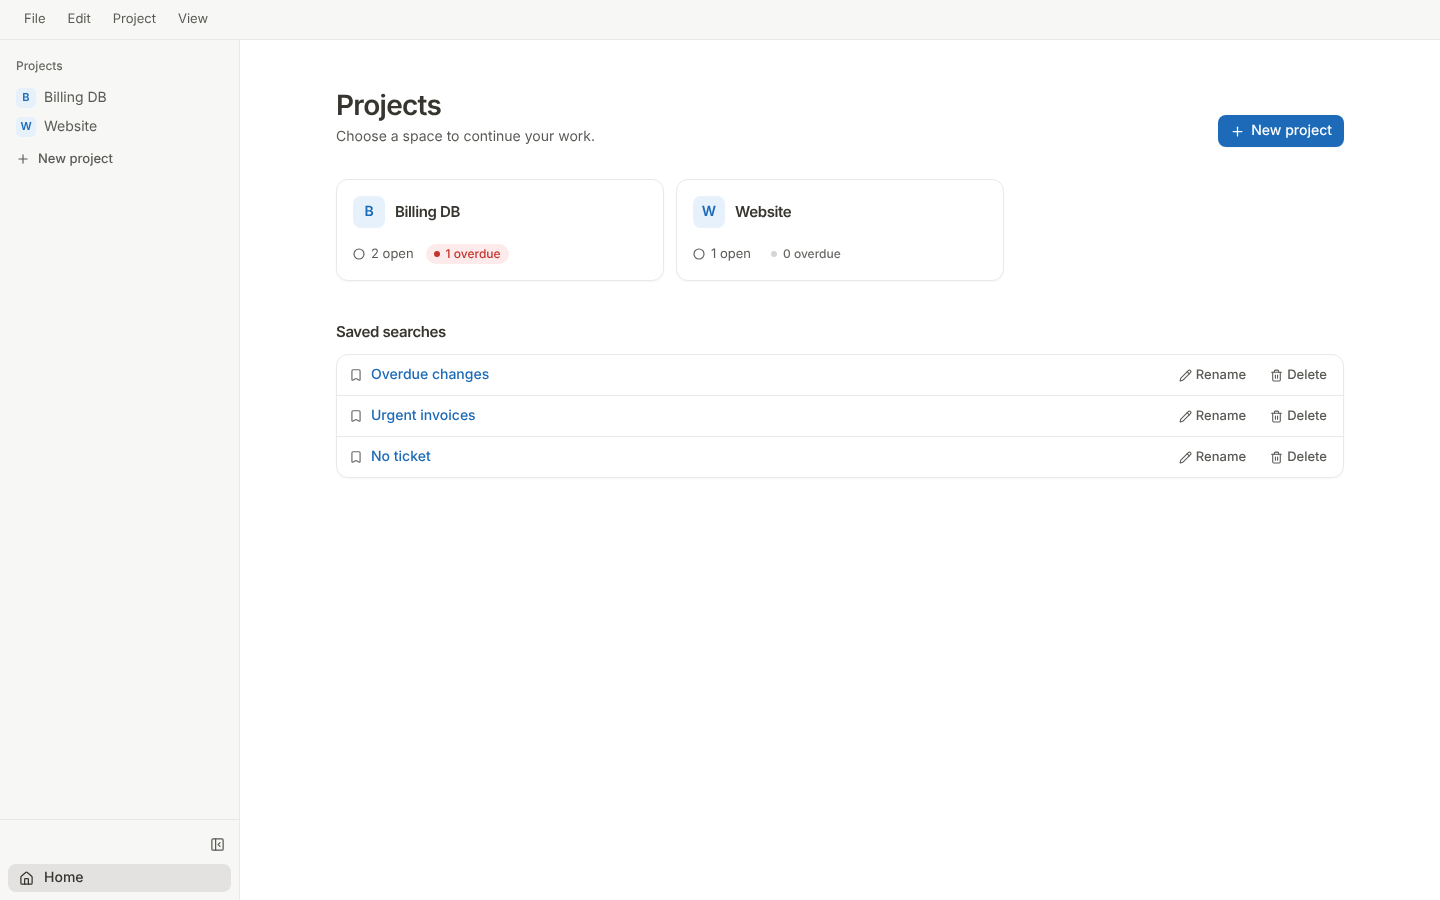 File Edit Project View
Projects
B Billing DB
W Website
New project
Home
Projects
Choose a space to continue your work.
New project
B Billing DB
2 open 1 overdue
W Website
1 open 0 overdue
Saved searches
Overdue changes Rename Delete
Urgent invoices Rename Delete
No ticket Rename Delete